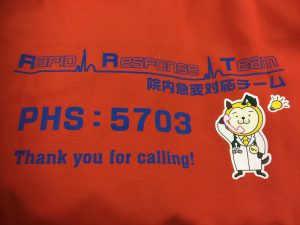 Rapid Response Team
院内急変対応チーム
PHS：5703
Thank you for calling!